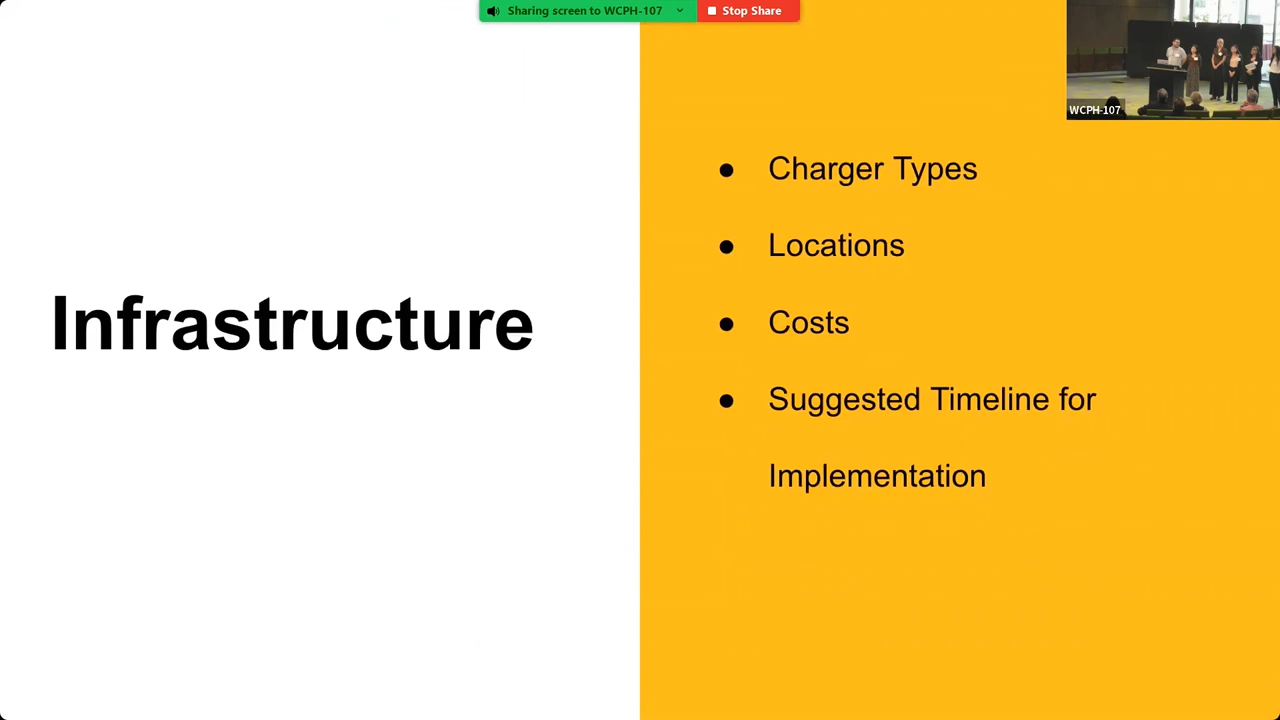 Sharing screen to WCPH-107
Stop Share
WCPH-107
Infrastructure
● Charger Types
● Locations
● Costs
● Suggested Timeline for
Implementation